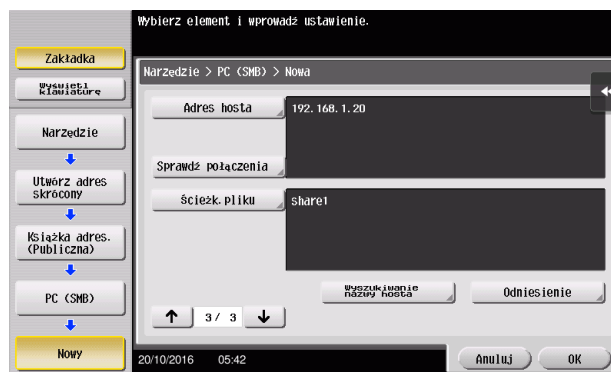 Wybierz element i wprowadź ustawienie.
Zakładka
Wyświetl
klawiaturę
Narzędzie > PC (SMB) > Nowa
Adres hosta
192.168.1.20
Narzędzie
Sprawdź połączenia
Utwórz adres
skrócony
Ścieżk.pliku
share1
Książka adres.
(Publiczna)
Wyszukiwanie
nazwy hosta
Odniesienie
PC (SMB)
3/ 3
Nowy
20/10/2016 05:42
Anuluj
OK